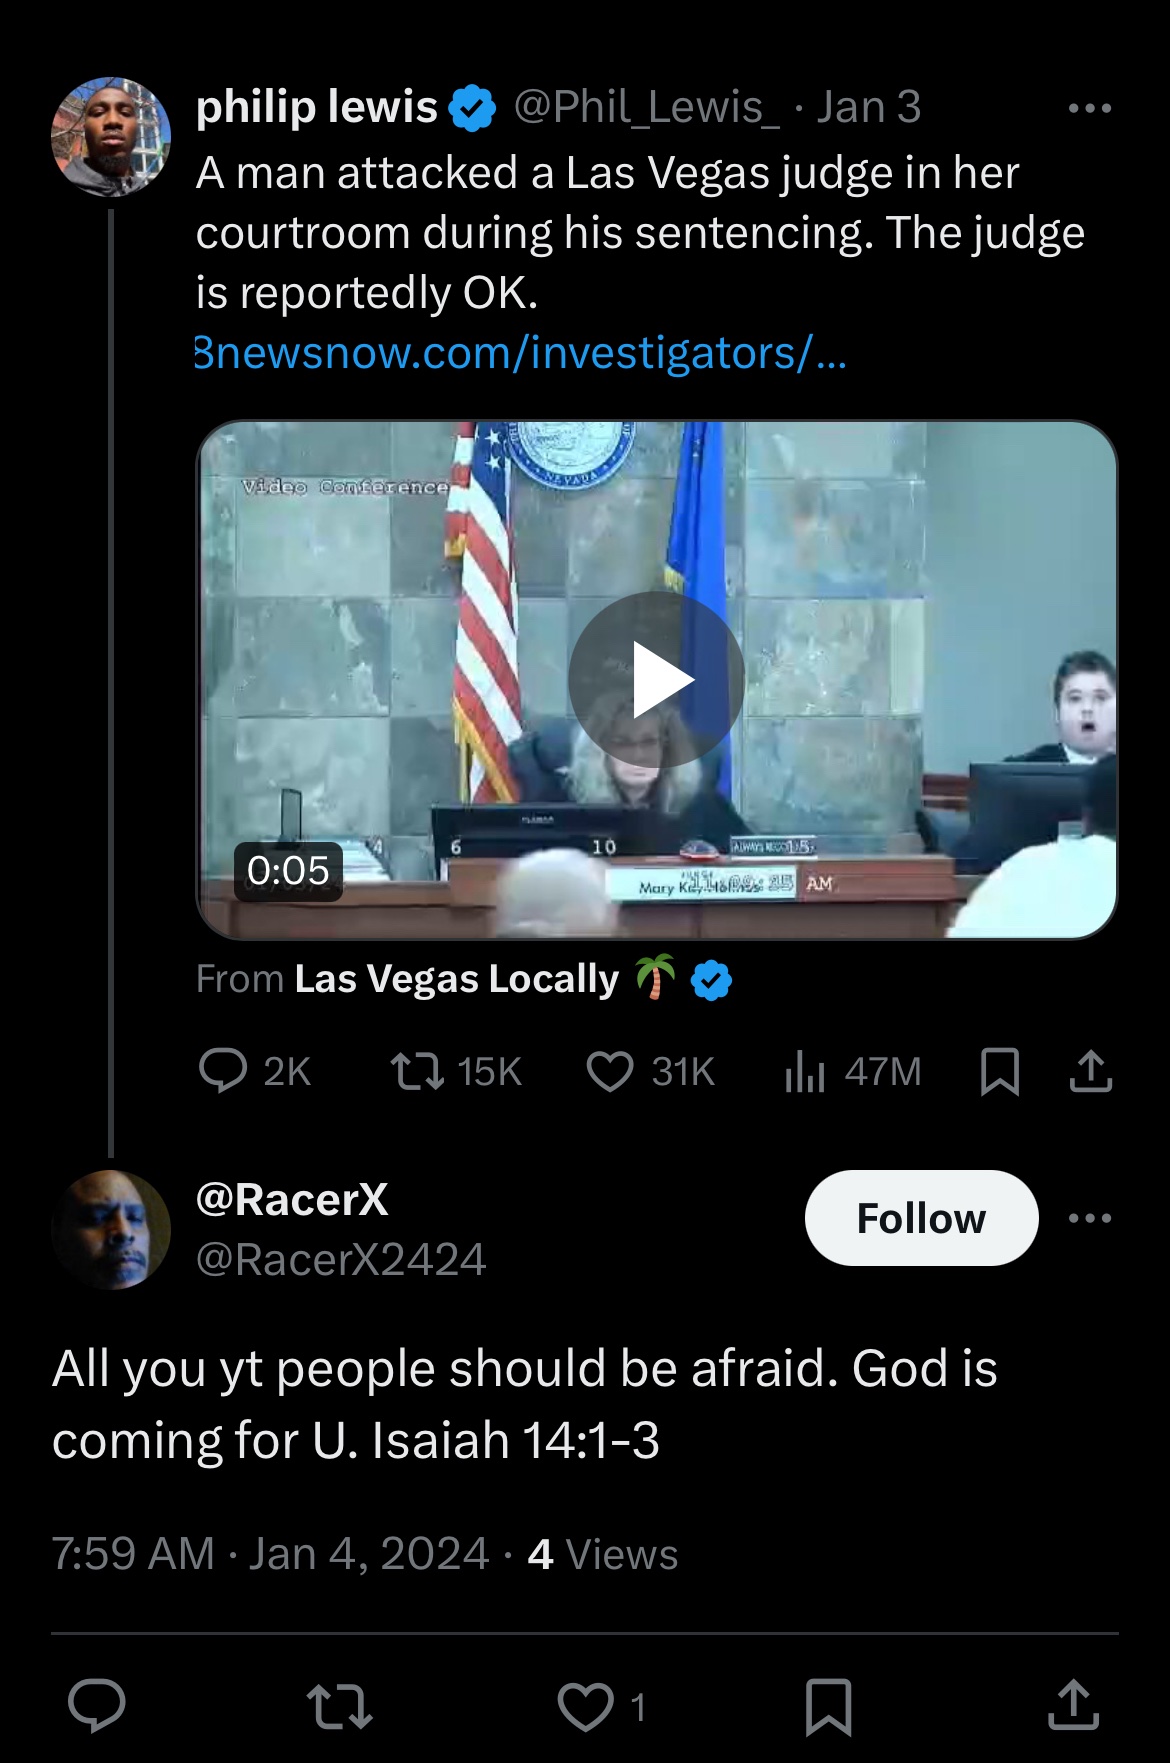 philip lewis @Phil_Lewis_ · Jan 3
A man attacked a Las Vegas judge in her
courtroom during his sentencing. The judge
is reportedly OK.
8newsnow.com/investigators/...
NEVADA
Video Conference
4 6 10 15
0:05
Mary Kay Holthus AM
From Las Vegas Locally 🌴
2K 15K 31K 47M
@RacerX
Follow
@RacerX2424
All you yt people should be afraid. God is
coming for U. Isaiah 14:1-3
7:59 AM · Jan 4, 2024 · 4 Views
1